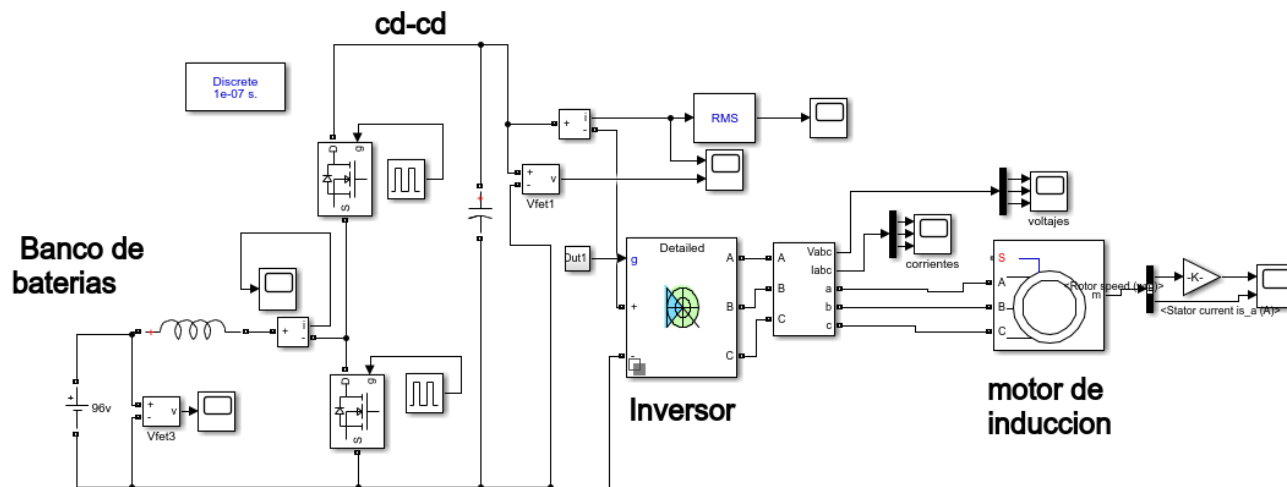 cd-cd
Discrete
1e-07 s.
D
g
S
+
i
-
RMS
+
-
v
Vfet1
Banco de
baterias
+
i
-
+
96v
+
-
v
Vfet3
D
g
S
Out1
Detailed
g
+
-
A
B
C
Inversor
A
B
C
Vabc
Iabc
a
b
c
voltajes
corrientes
S
A
B
C
m
<Rotor speed
-K-
<Stator current is_a (A)>
motor de
induccion